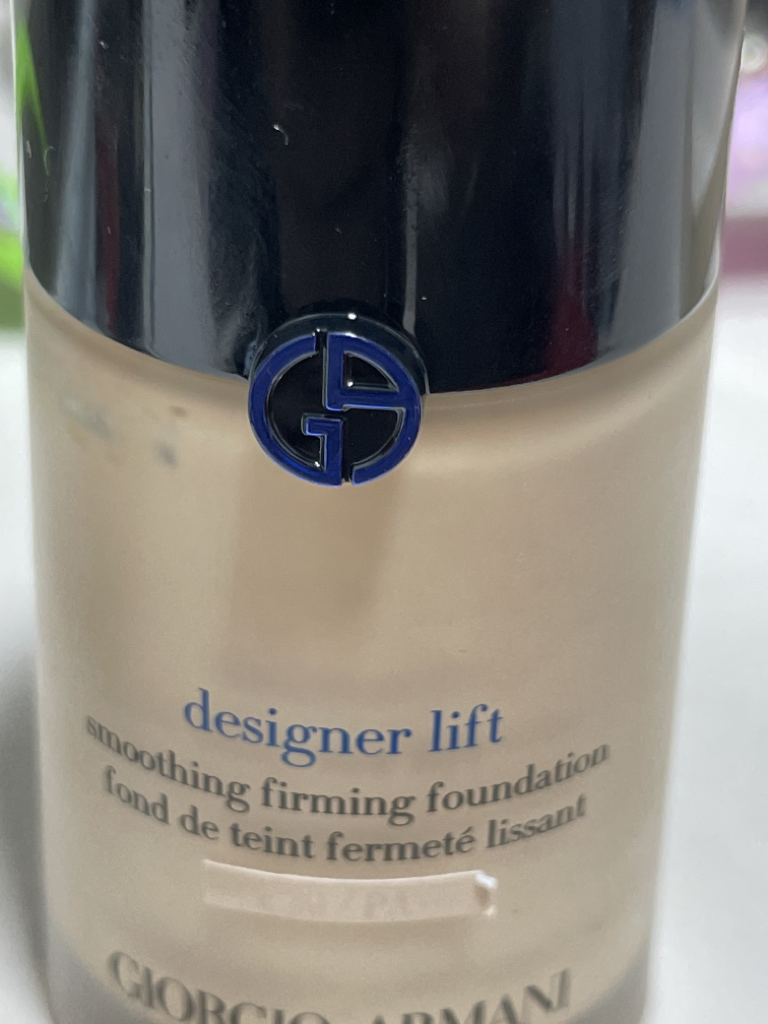 designer lift
smoothing firming foundation
fond de teint fermeté lissant
GIORGIO ARMANI